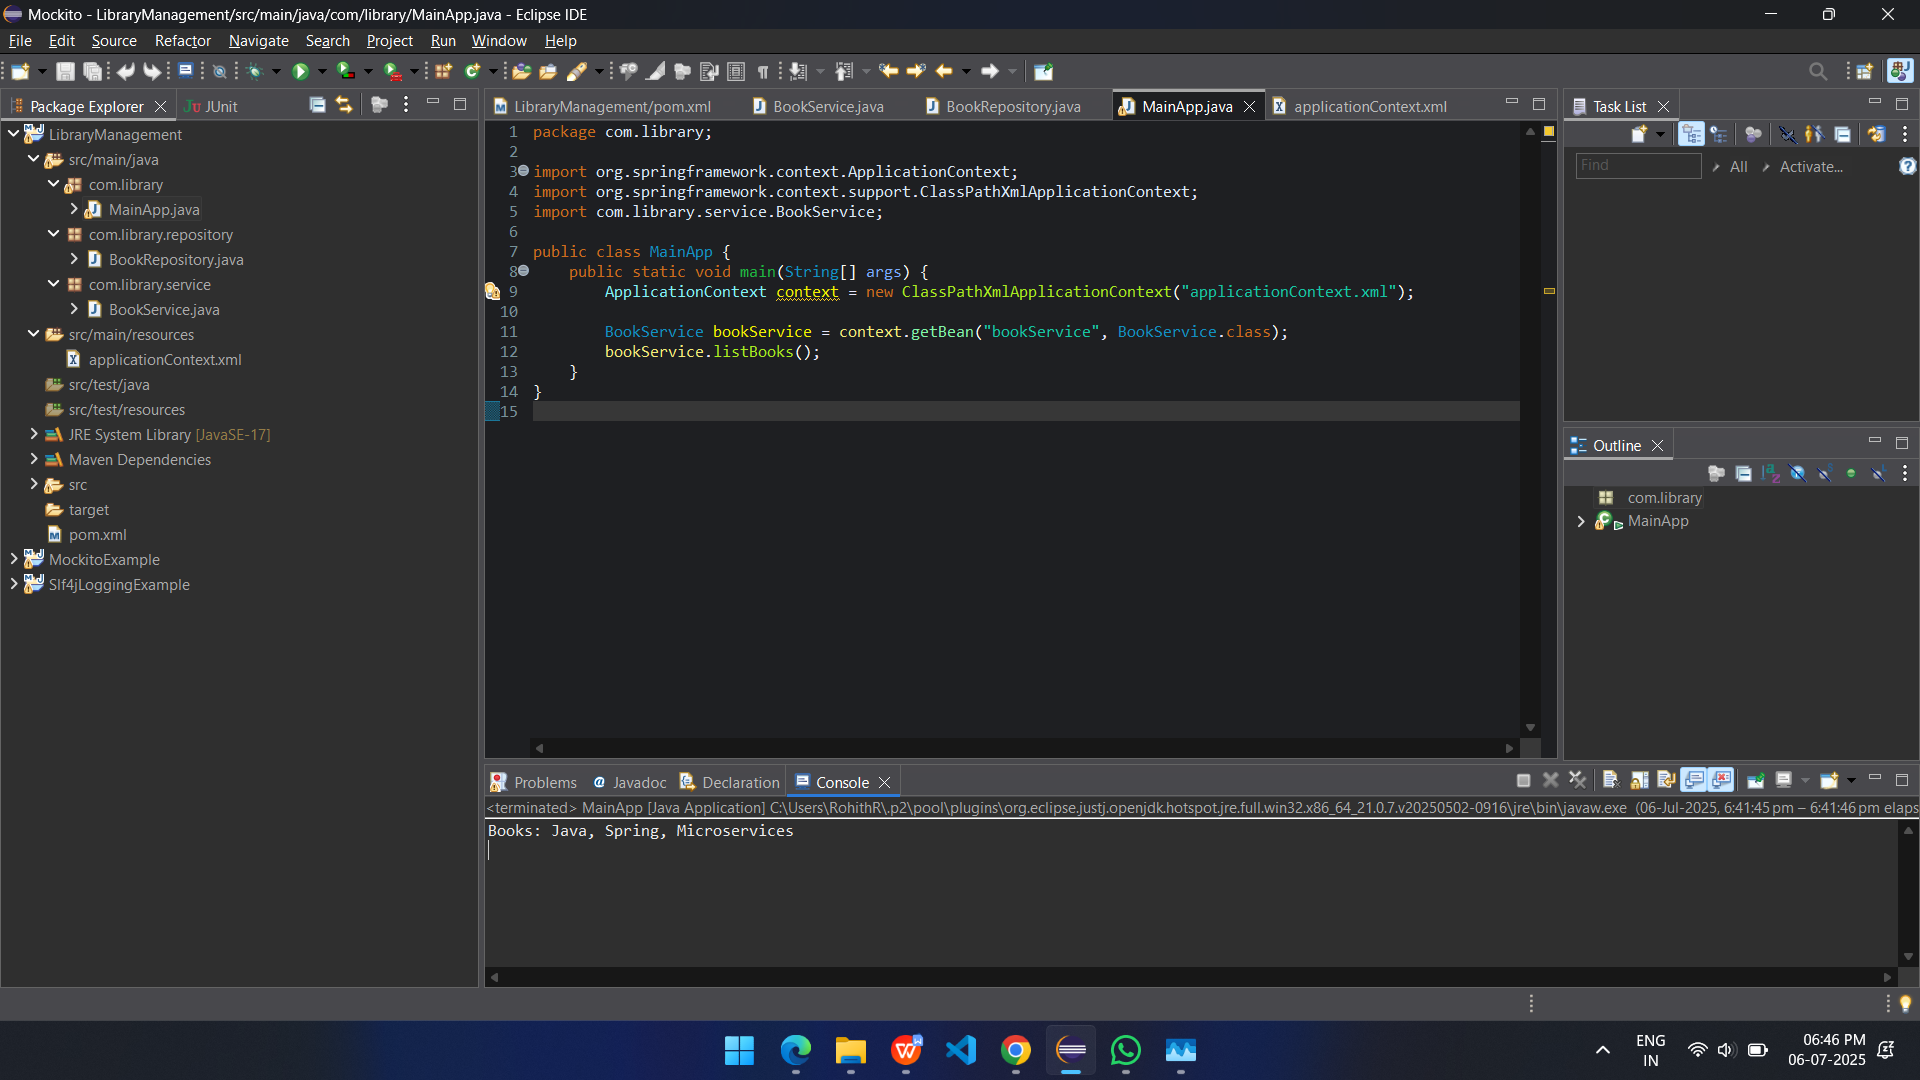 Mockito - LibraryManagement/src/main/java/com/library/MainApp.java - Eclipse IDE
File Edit Source Refactor Navigate Search Project Run Window Help
Package Explorer JUnit
LibraryManagement
src/main/java
com.library
MainApp.java
com.library.repository
BookRepository.java
com.library.service
BookService.java
src/main/resources
applicationContext.xml
src/test/java
src/test/resources
JRE System Library [JavaSE-17]
Maven Dependencies
src
target
pom.xml
MockitoExample
Slf4jLoggingExample
LibraryManagement/pom.xml BookService.java BookRepository.java MainApp.java applicationContext.xml
1 package com.library;
2
3 import org.springframework.context.ApplicationContext;
4 import org.springframework.context.support.ClassPathXmlApplicationContext;
5 import com.library.service.BookService;
6
7 public class MainApp {
8     public static void main(String[] args) {
9         ApplicationContext context = new ClassPathXmlApplicationContext("applicationContext.xml");
10
11         BookService bookService = context.getBean("bookService", BookService.class);
12         bookService.listBooks();
13     }
14 }
15
Task List
Find All Activate...
Outline
com.library
MainApp
Problems Javadoc Declaration Console
<terminated> MainApp [Java Application] C:\Users\RohithR\.p2\pool\plugins\org.eclipse.justj.openjdk.hotspot.jre.full.win32.x86_64_21.0.7.v20250502-0916\jre\bin\javaw.exe (06-Jul-2025, 6:41:45 pm – 6:41:46 pm elaps
Books: Java, Spring, Microservices
ENG
IN
06:46 PM
06-07-2025